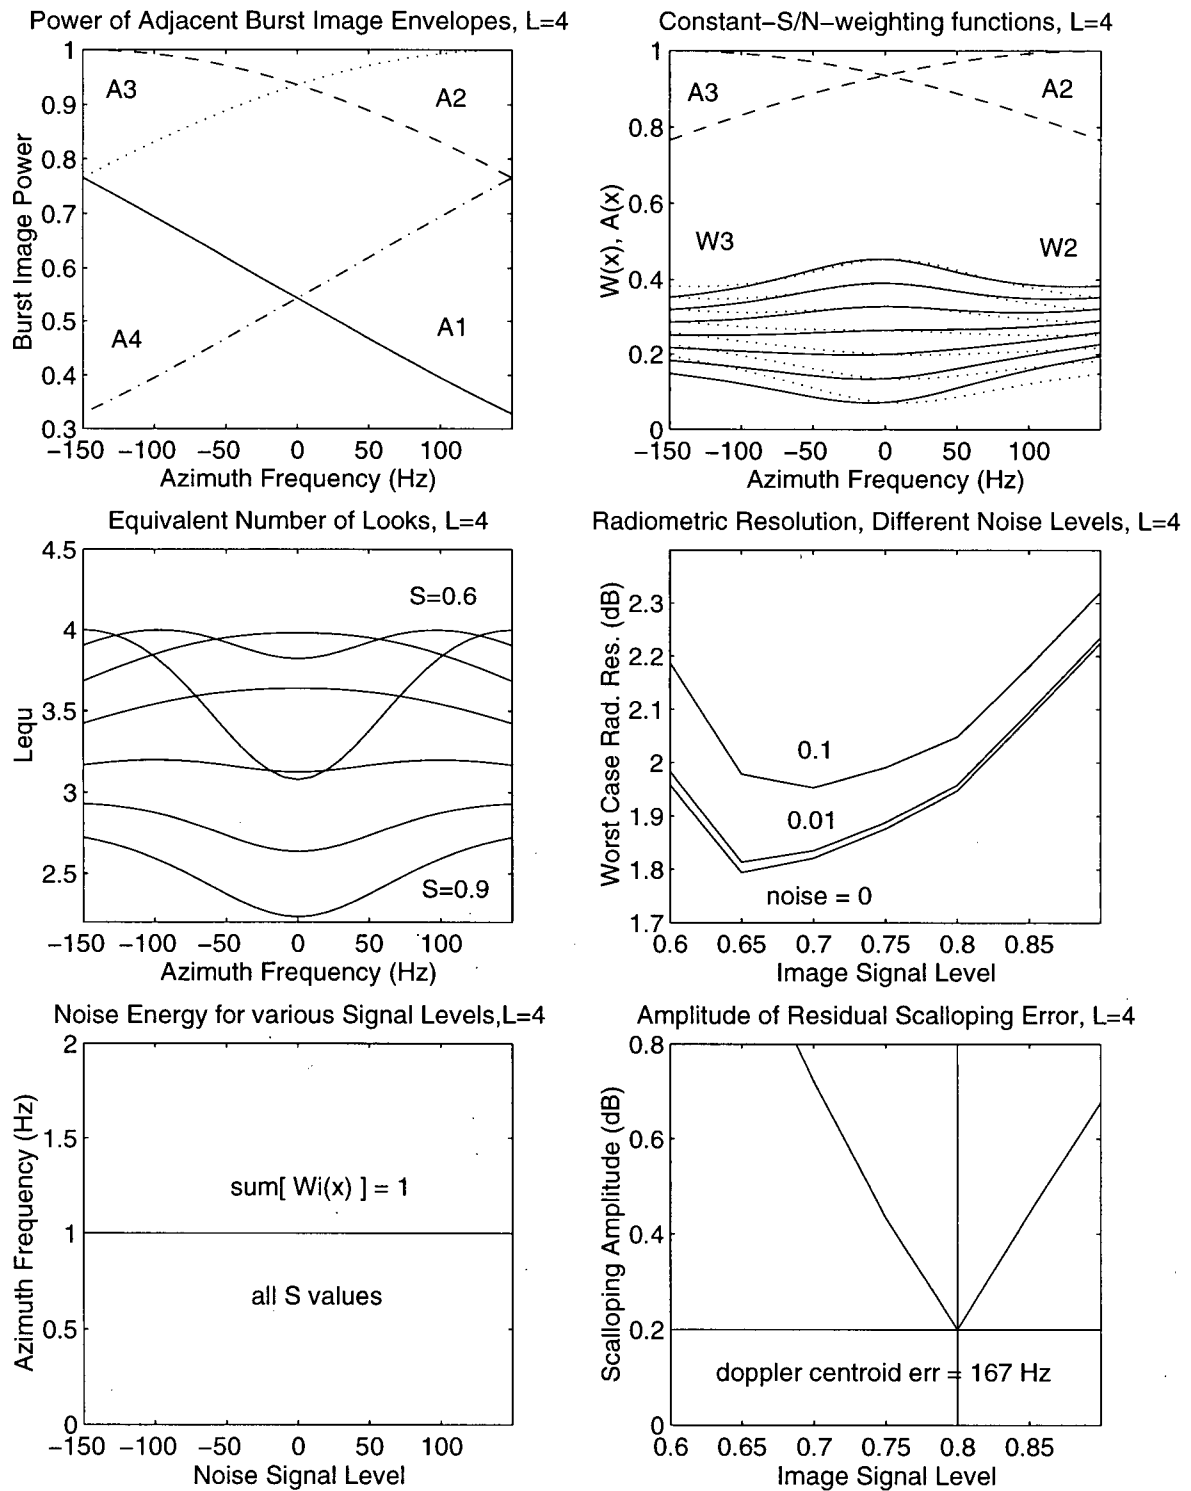 Power of Adjacent Burst Image Envelopes, L=4
1
0.9
0.8
0.7
0.6
0.5
0.4
0.3
Burst Image Power
A3
A2
A4
A1
−150 −100 −50 0 50 100
Azimuth Frequency (Hz)
Constant−S/N−weighting functions, L=4
1
0.8
0.6
0.4
0.2
0
W(x), A(x)
A3
A2
W3
W2
−150 −100 −50 0 50 100
Azimuth Frequency (Hz)
Equivalent Number of Looks, L=4
4.5
4
3.5
3
2.5
Lequ
S=0.6
S=0.9
−150 −100 −50 0 50 100
Azimuth Frequency (Hz)
Radiometric Resolution, Different Noise Levels, L=4
2.3
2.2
2.1
2
1.9
1.8
1.7
Worst Case Rad. Res. (dB)
0.1
0.01
noise = 0
0.6 0.65 0.7 0.75 0.8 0.85
Image Signal Level
Noise Energy for various Signal Levels,L=4
2
1.5
1
0.5
0
Azimuth Frequency (Hz)
sum[ Wi(x) ] = 1
all S values
−150 −100 −50 0 50 100
Noise Signal Level
Amplitude of Residual Scalloping Error, L=4
0.8
0.6
0.4
0.2
0
Scalloping Amplitude (dB)
doppler centroid err = 167 Hz
0.6 0.65 0.7 0.75 0.8 0.85
Image Signal Level